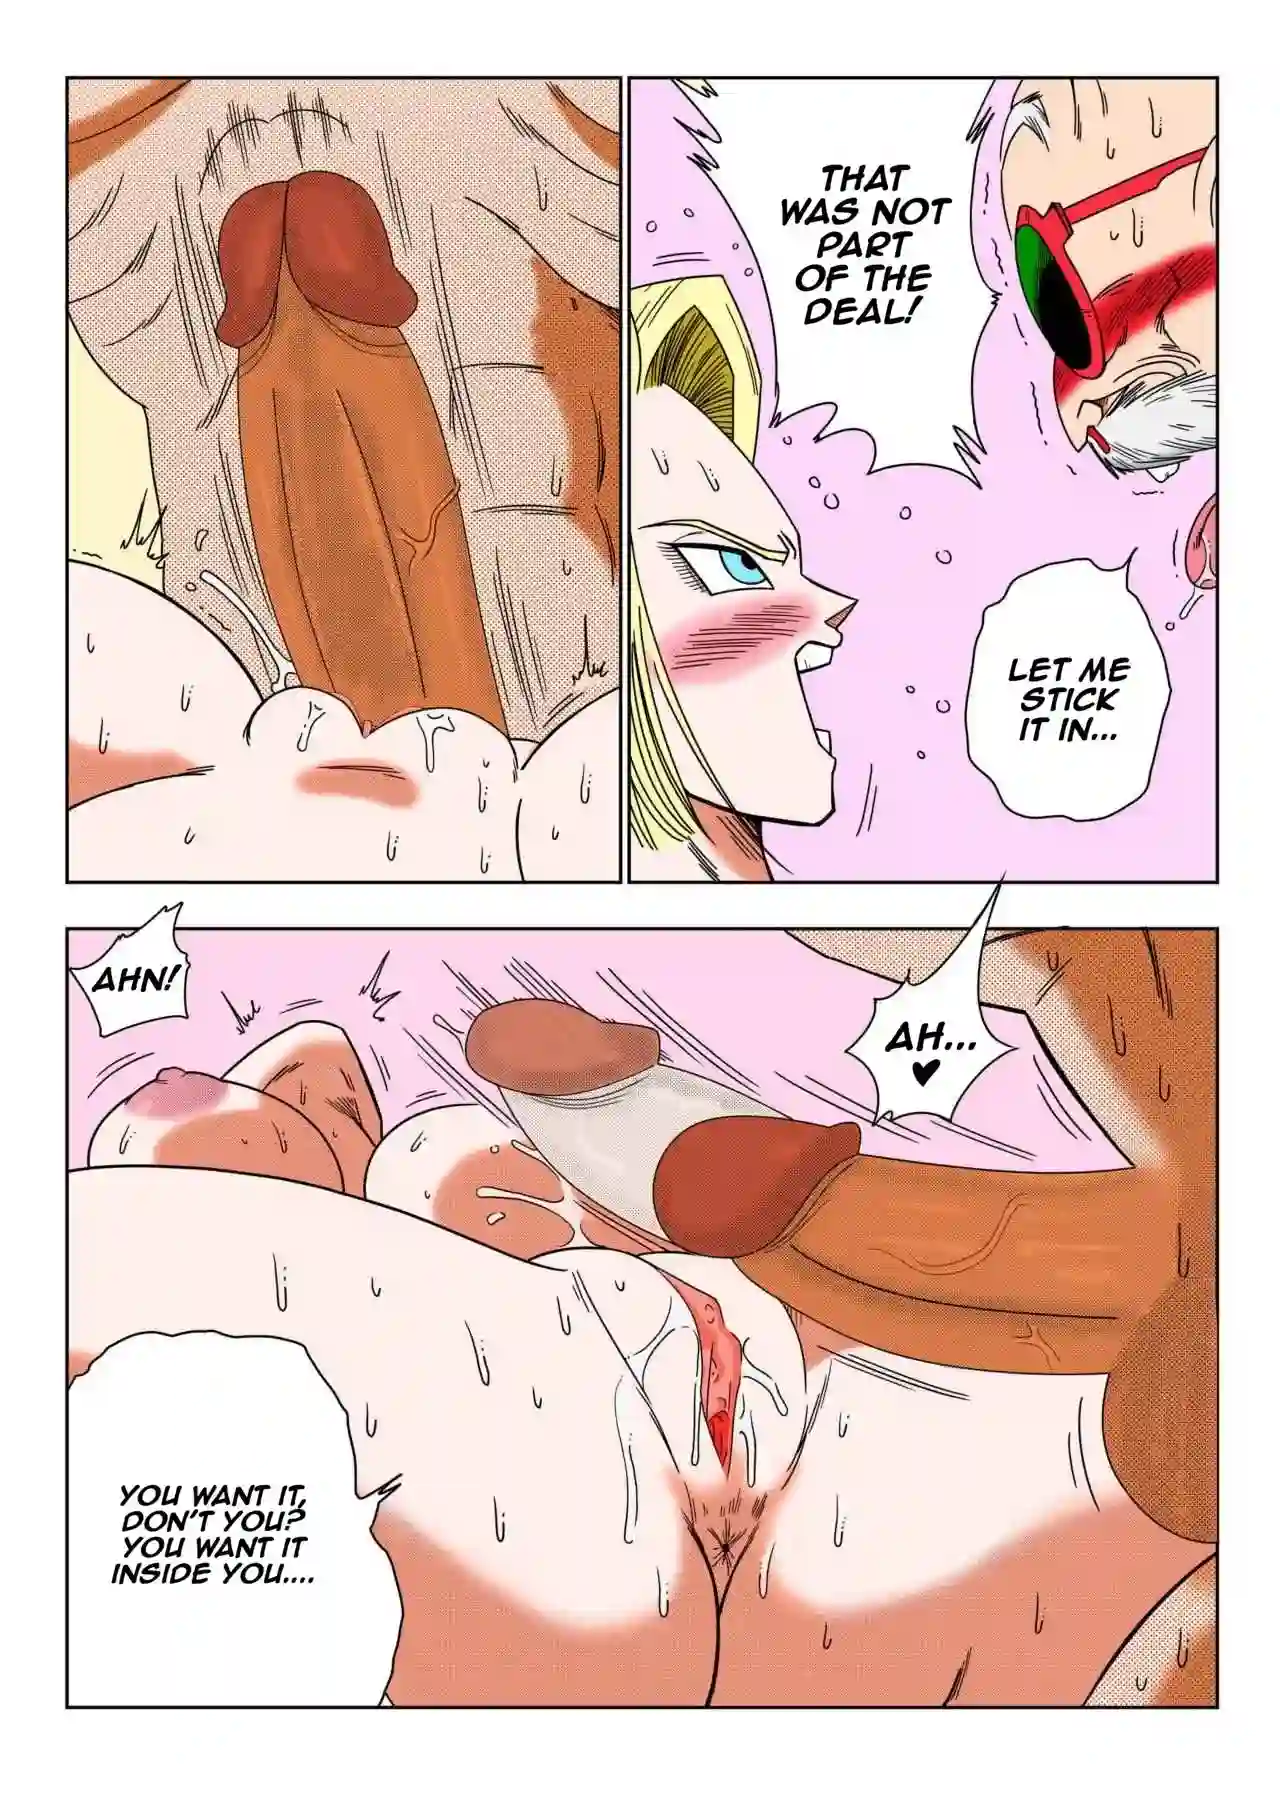 THAT
WAS NOT
PART
OF THE
DEAL!
LET ME
STICK
IT IN...
AHN!
AH...
♥
YOU WANT IT,
DON'T YOU?
YOU WANT IT
INSIDE YOU....